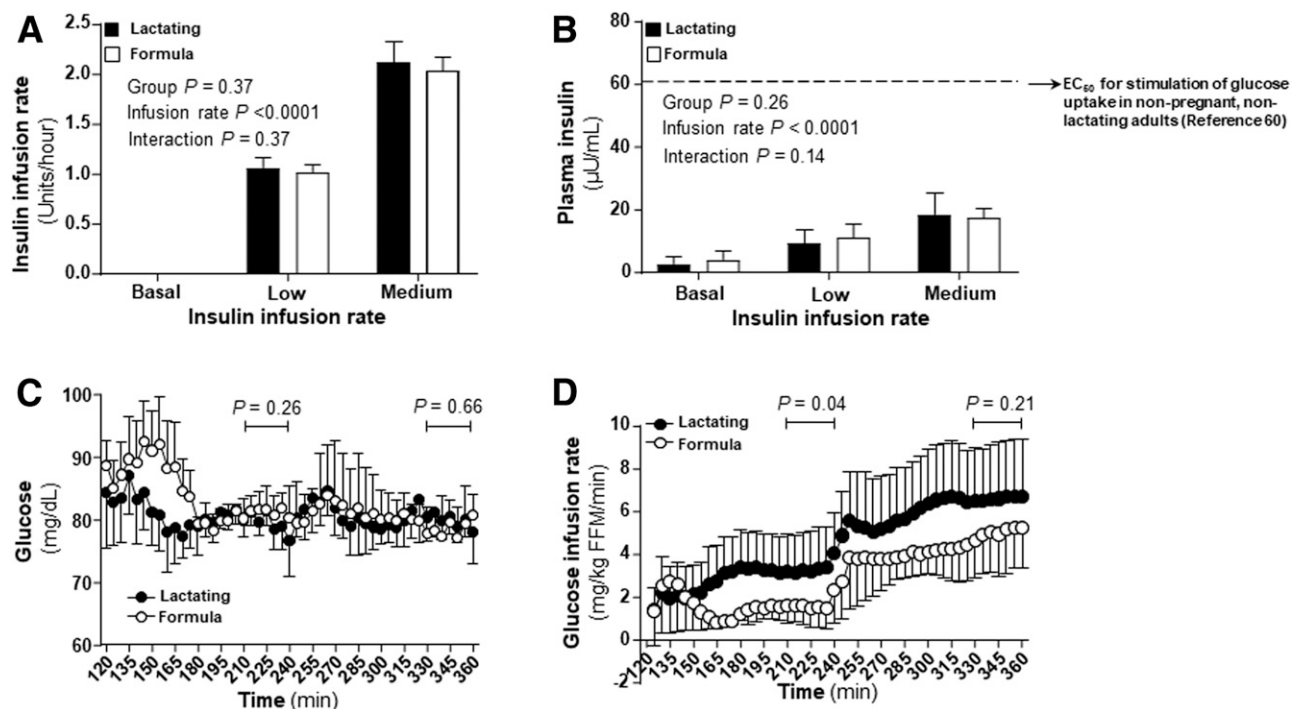 A
Lactating
Formula
Group P = 0.37
Infusion rate P <0.0001
Interaction P = 0.37
Insulin infusion rate
(Units/hour)
2.5
2.0
1.5
1.0
0.5
0.0
Basal
Low
Medium
Insulin infusion rate
B
Lactating
Formula
Group P = 0.26
Infusion rate P < 0.0001
Interaction P = 0.14
Plasma insulin
(µU/mL)
80
60
40
20
0
EC50 for stimulation of glucose
uptake in non-pregnant, non-
lactating adults (Reference 60)
Basal
Low
Medium
Insulin infusion rate
C
P = 0.26
P = 0.66
Glucose
(mg/dL)
100
90
80
70
60
Lactating
Formula
120 135 150 165 180 195 210 225 240 255 270 285 300 315 330 345 360
Time (min)
D
P = 0.04
P = 0.21
Lactating
Formula
Glucose infusion rate
(mg/kg FFM/min)
10
8
6
4
2
0
-2
120 135 150 165 180 195 210 225 240 255 270 285 300 315 330 345 360
Time (min)